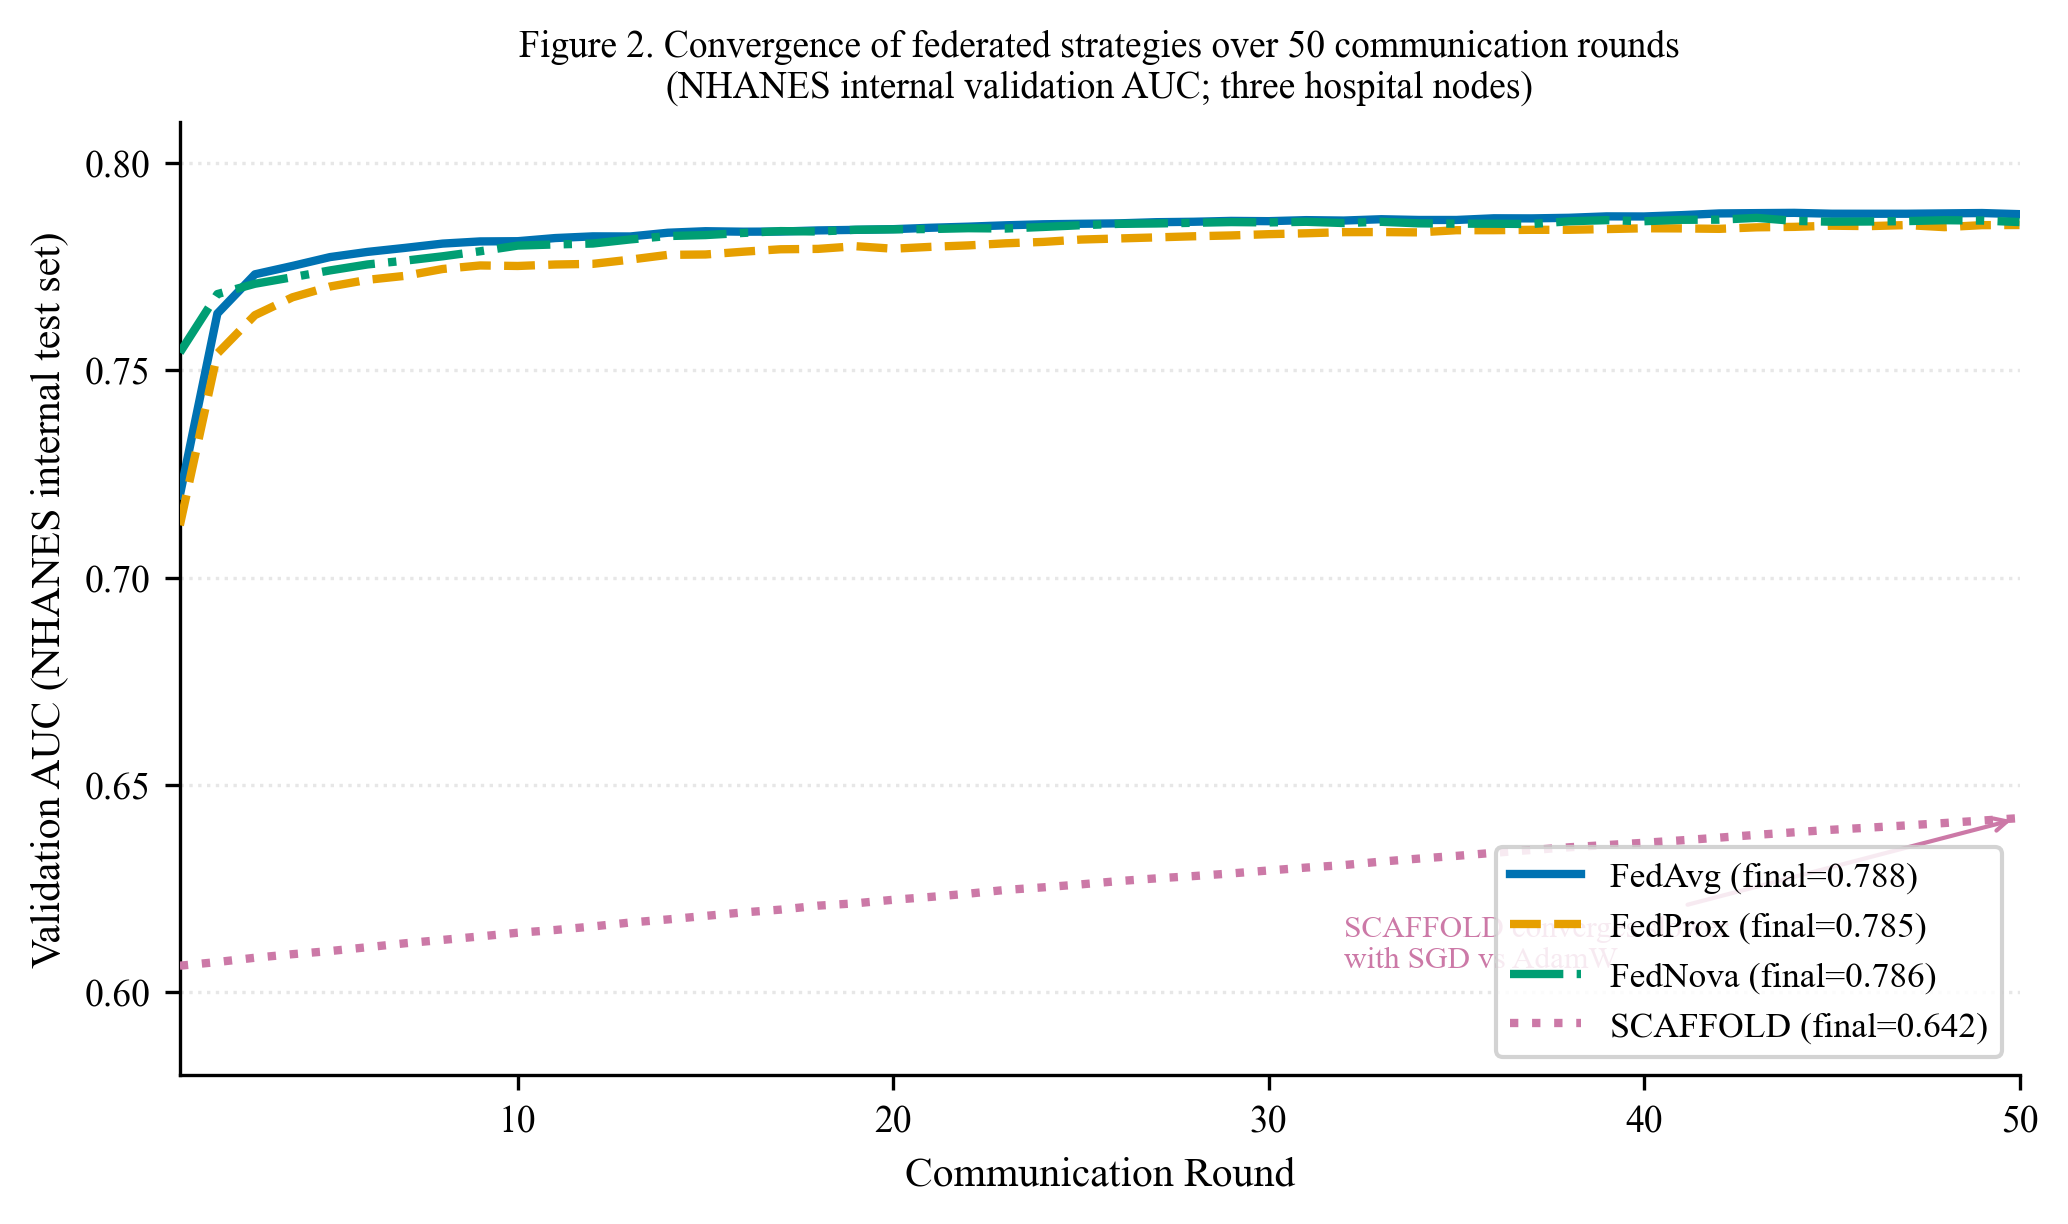 Figure 2. Convergence of federated strategies over 50 communication rounds
(NHANES internal validation AUC; three hospital nodes)
Validation AUC (NHANES internal test set)
0.80
0.75
0.70
0.65
0.60
SCAFFOLD
with SGD vs AdamW
FedAvg (final=0.788)
FedProx (final=0.785)
FedNova (final=0.786)
SCAFFOLD (final=0.642)
10
20
30
40
50
Communication Round